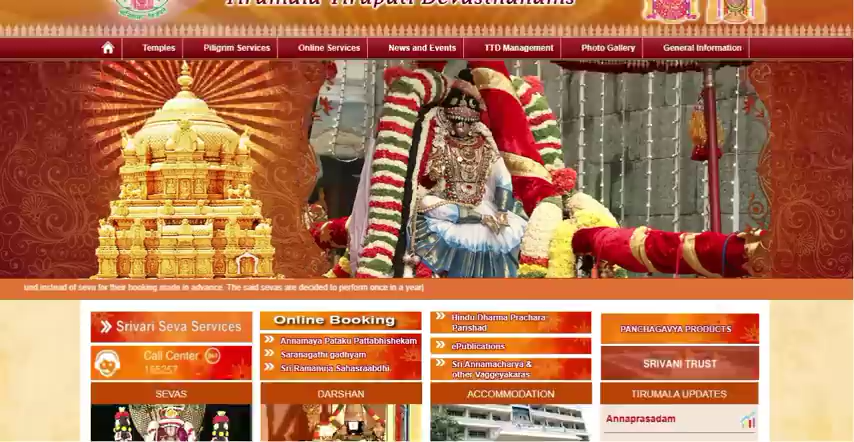 Tirumala Tirupati Devasthanams
Temples
Piligrim Services
Online Services
News and Events
TTD Management
Photo Gallery
General Information
und instead of seva for their booking made in advance The said sevas are decided to perform once in a year|
Srivari Seva Services
Call Center
Online Booking
Annamaya Pataku Pattabhishekam
Saranagathi gadhyam
Sri Ramanuja Sahasraabdhi
Hindu Dharma Prachara
Parishad
ePublications
Sri Annamacharya &
other Vaggeyakaras
PANCHAGAVYA PRODUCTS
SRIVANI TRUST
SEVAS
DARSHAN
ACCOMMODATION
TIRUMALA UPDATES
Annaprasadam